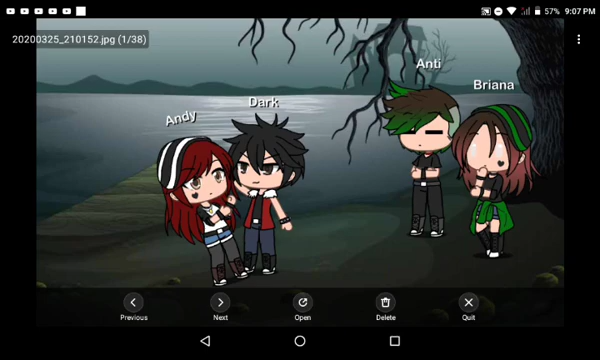 57% 9:07 PM
20200325_210152.jpg (1/38)
Anti
Briana
Dark
Andy
Previous Next Open Delete Quit